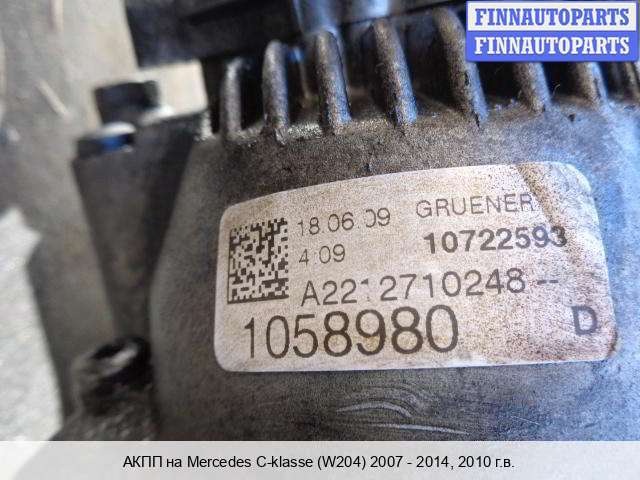 FINNAUTOPARTS
FINNAUTOPARTS
18.06.09 GRUENER
4:09 10722593
A2212710248--
1058980 D
АКПП на Mercedes C-klasse (W204) 2007 - 2014, 2010 г.в.